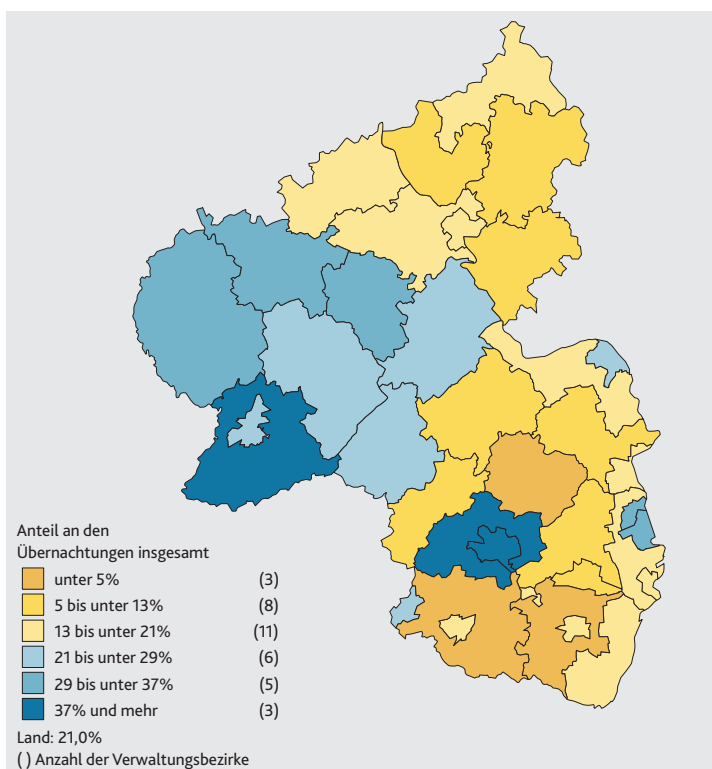 Anteil an den
Übernachtungen insgesamt
unter 5% (3)
5 bis unter 13% (8)
13 bis unter 21% (11)
21 bis unter 29% (6)
29 bis unter 37% (5)
37% und mehr (3)
Land: 21,0%
( ) Anzahl der Verwaltungsbezirke